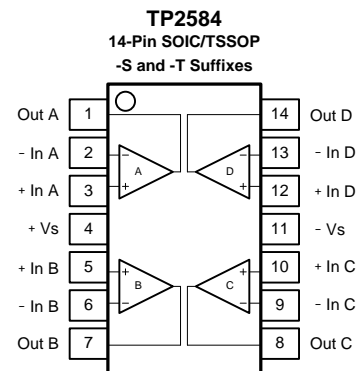 TP2584
14-Pin SOIC/TSSOP
-S and -T Suffixes
Out A 1 14 Out D
- In A 2 - - 13 - In D
A D
+ In A 3 + + 12 + In D
+ Vs 4 11 - Vs
+ In B 5 + + 10 + In C
B C
- In B 6 - - 9 - In C
Out B 7 8 Out C